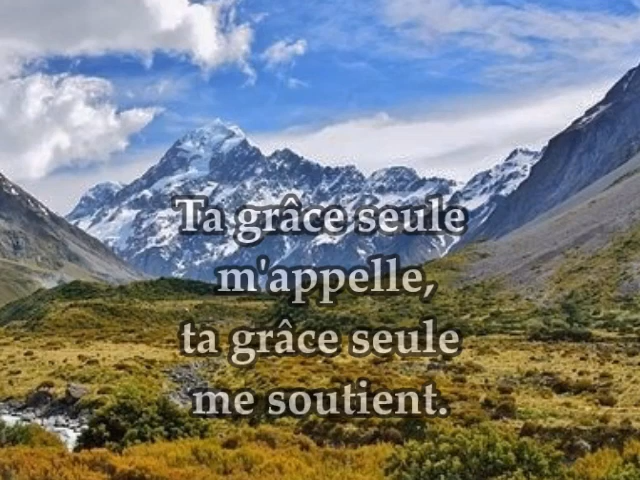 Ta grâce seule
m'appelle,
ta grâce seule
me soutient.